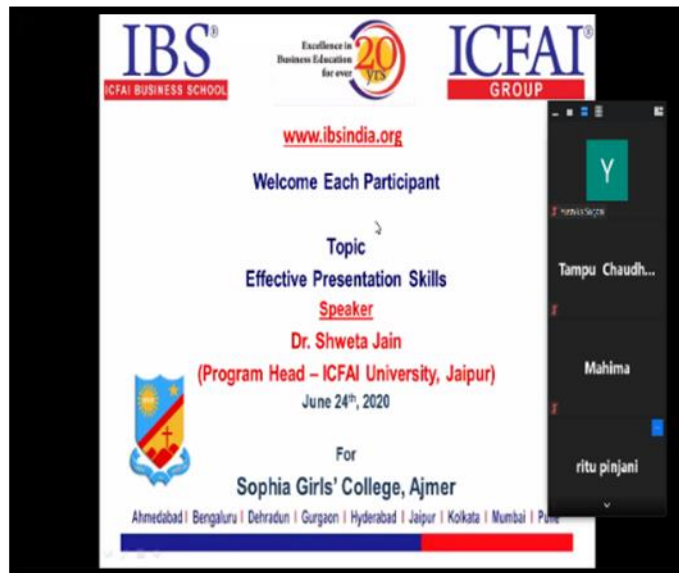 IBS®
ICFAI BUSINESS SCHOOL
Excellence in
Business Education
for over
20
yrs
ICFAI®
GROUP
www.ibsindia.org
Welcome Each Participant
Topic
Effective Presentation Skills
Speaker
Dr. Shweta Jain
(Program Head – ICFAI University, Jaipur)
June 24th, 2020
For
Sophia Girls' College, Ajmer
Ahmedabad | Bengaluru | Dehradun | Gurgaon | Hyderabad | Jaipur | Kolkata | Mumbai | Pune
Y
Tampu Chaudh...
Mahima
ritu pinjani